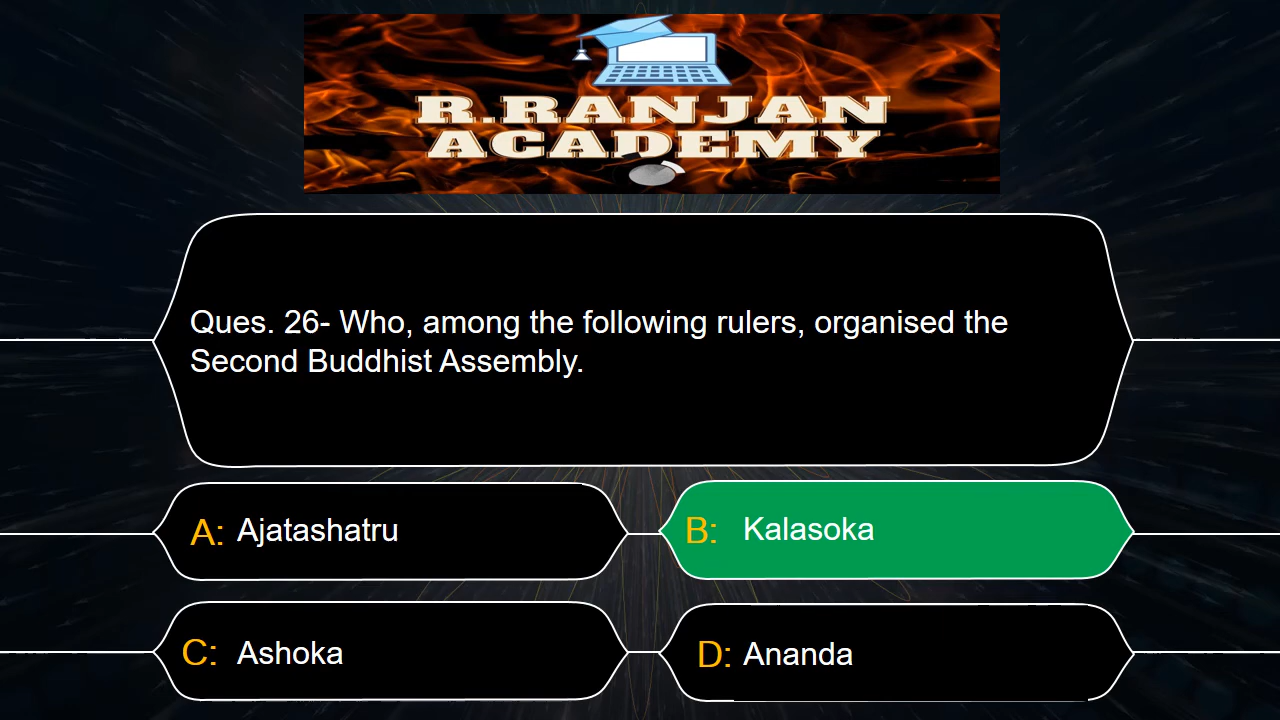 R.RANJAN
ACADEMY
Ques. 26- Who, among the following rulers, organised the
Second Buddhist Assembly.
A: Ajatashatru
B: Kalasoka
C: Ashoka
D: Ananda